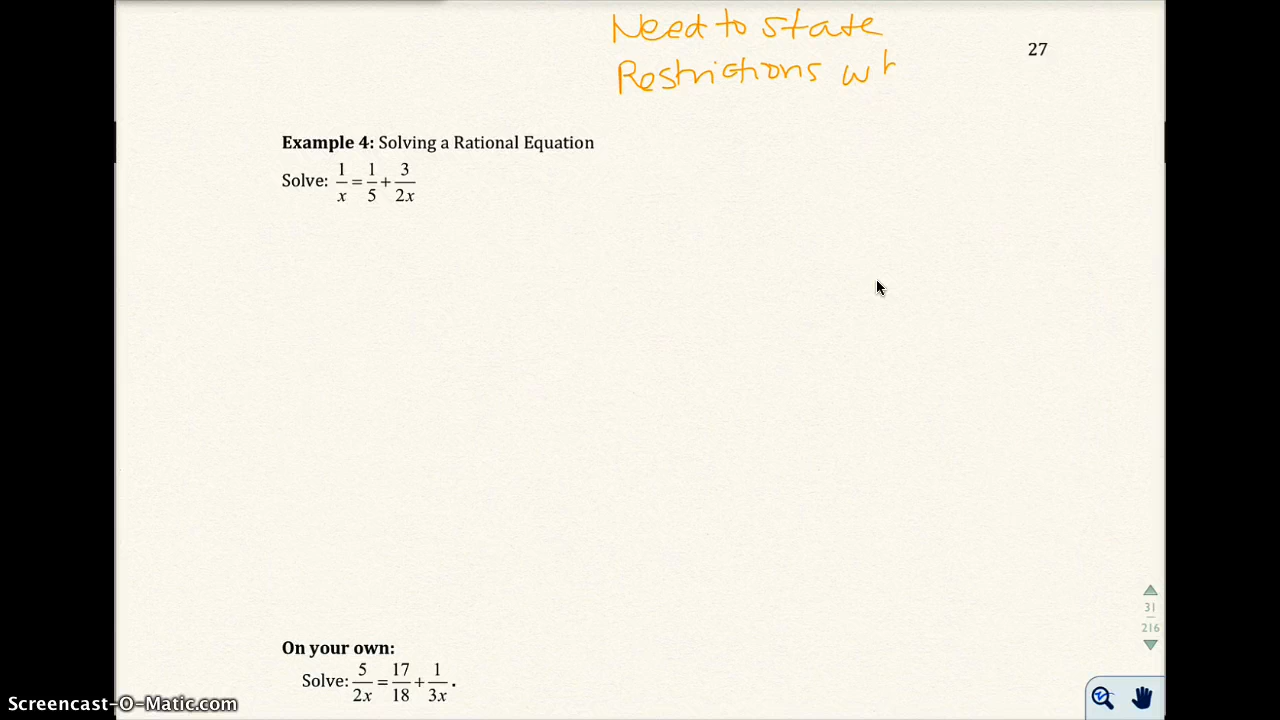 Need to state
Restrictions wh
27
Example 4: Solving a Rational Equation
Solve: 1/x = 1/5 + 3/2x
31
216
On your own:
Solve: 5/2x = 17/18 + 1/3x .
Screencast-O-Matic.com